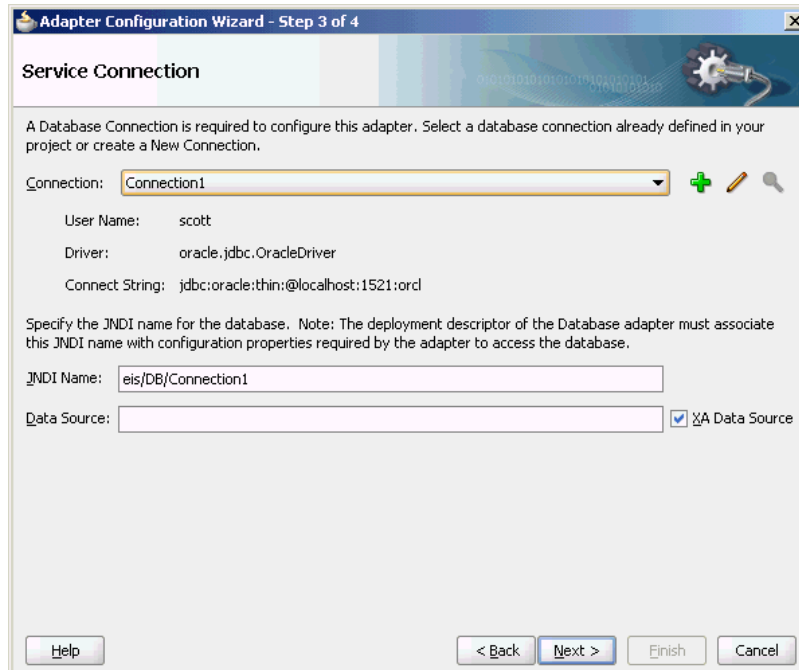 Adapter Configuration Wizard - Step 3 of 4
Service Connection
A Database Connection is required to configure this adapter. Select a database connection already defined in your
project or create a New Connection.
Connection: Connection1
User Name: scott
Driver: oracle.jdbc.OracleDriver
Connect String: jdbc:oracle:thin:@localhost:1521:orcl
Specify the JNDI name for the database. Note: The deployment descriptor of the Database adapter must associate
this JNDI name with configuration properties required by the adapter to access the database.
JNDI Name: eis/DB/Connection1
Data Source: XA Data Source
Help < Back Next > Finish Cancel